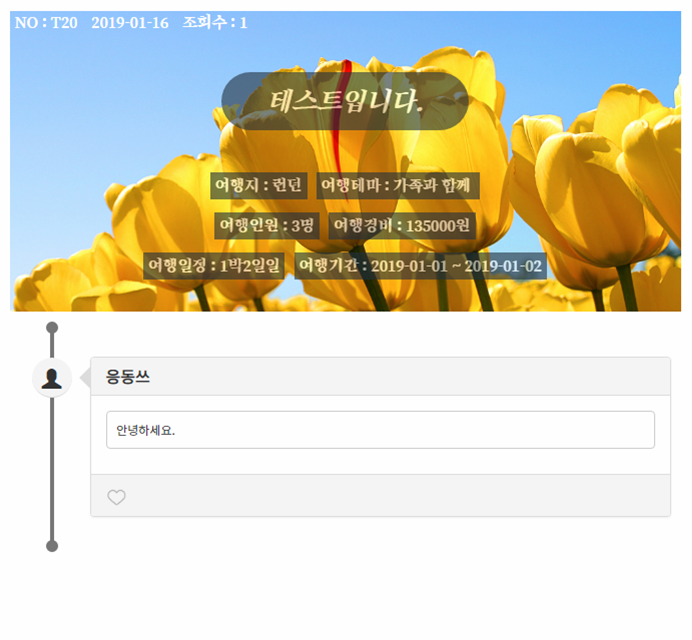 NO : T20 2019-01-16 조회수 : 1
테스트입니다.
여행지 : 런던 여행테마 : 가족과 함께
여행인원 : 3명 여행경비 : 135000원
여행일정 : 1박2일일 여행기간 : 2019-01-01 ~ 2019-01-02
응동쓰
안녕하세요.